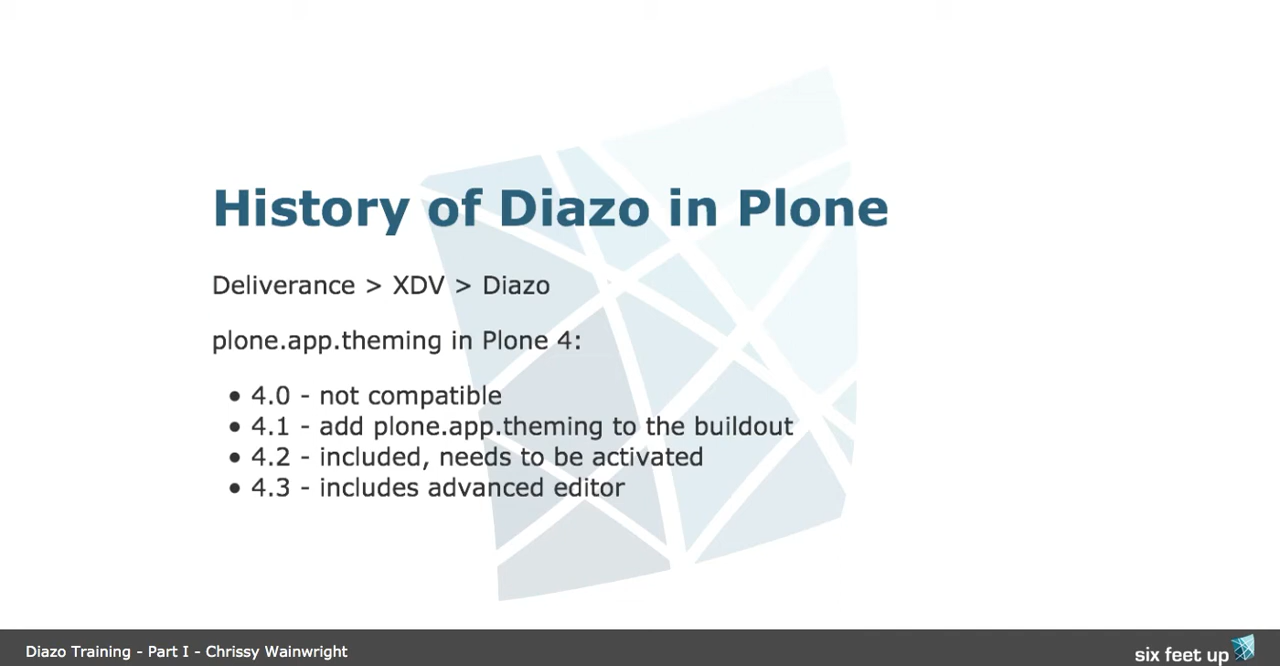 History of Diazo in Plone
Deliverance > XDV > Diazo
plone.app.theming in Plone 4:
• 4.0 - not compatible
• 4.1 - add plone.app.theming to the buildout
• 4.2 - included, needs to be activated
• 4.3 - includes advanced editor
Diazo Training - Part I - Chrissy Wainwright
six feet up